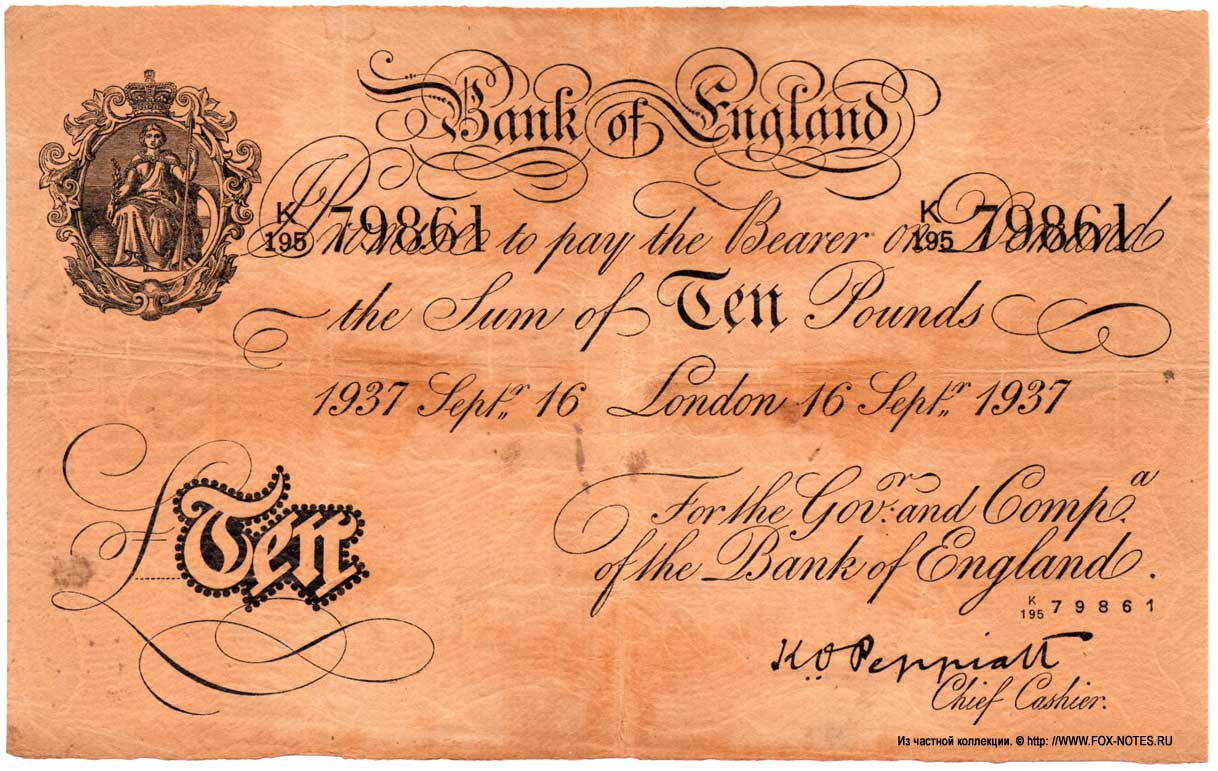 Bank of England
K
195 79861 K
195 79861
I Promise to pay the Bearer on Demand
the Sum of Ten Pounds
1937 Septr 16 London 16 Septr 1937
For the Govr: and Compa.
of the Bank of England.
£ Ten
K
195 79861
K O Peppiatt
Chief Cashier.
Из частной коллекции. © http: //WWW.FOX-NOTES.RU